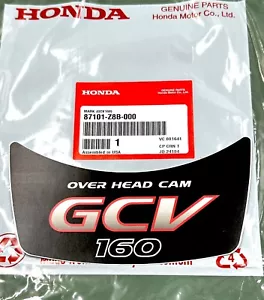 HONDA
GENUINE PARTS
Honda Motor Co., Ltd.
HONDA
87101-Z8B-000
1
Assembled in USA
OVER HEAD CAM
GCV
160
4